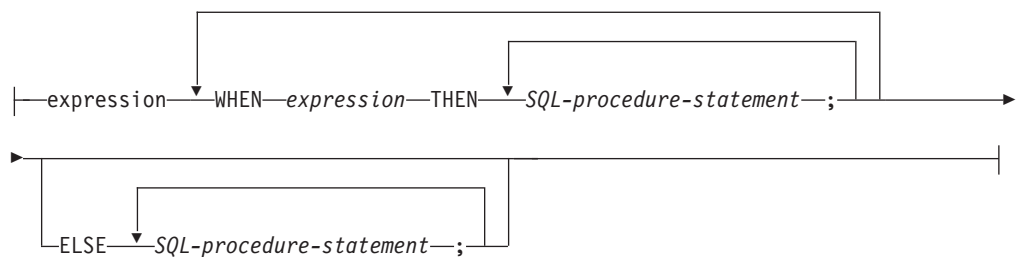 expression WHEN expression THEN SQL-procedure-statement ;
ELSE SQL-procedure-statement ;